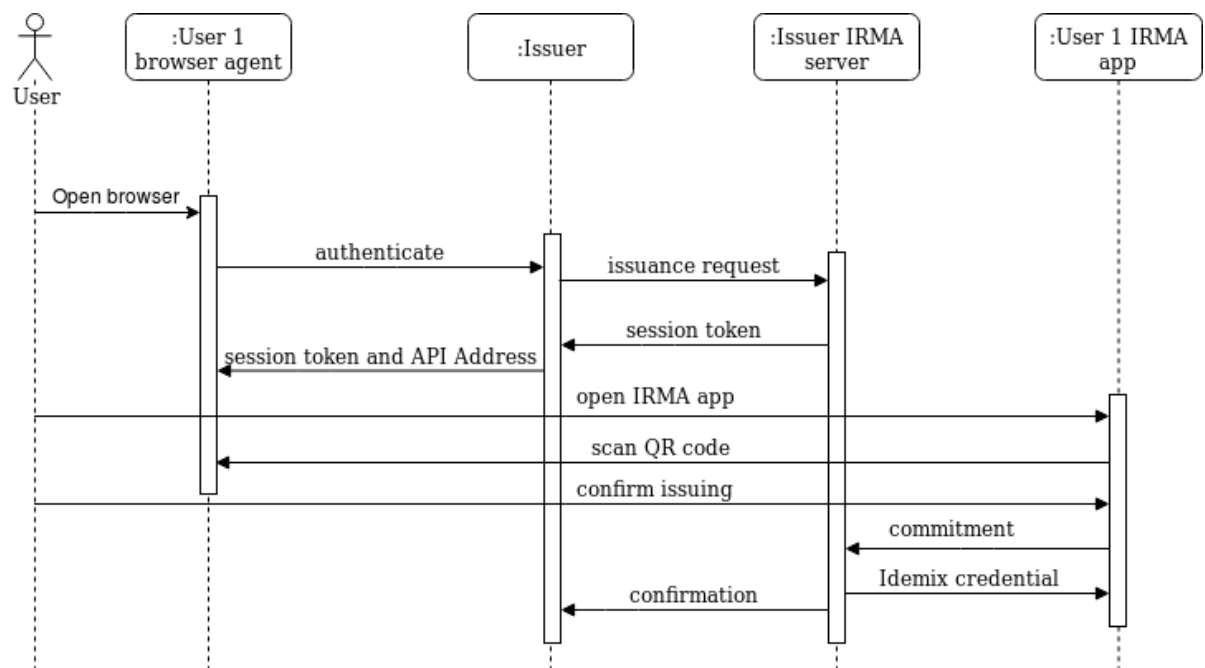 :User 1
browser agent
:Issuer
:Issuer IRMA
server
:User 1 IRMA
app
User
Open browser
authenticate
issuance request
session token
session token and API Address
open IRMA app
scan QR code
confirm issuing
commitment
Idemix credential
confirmation